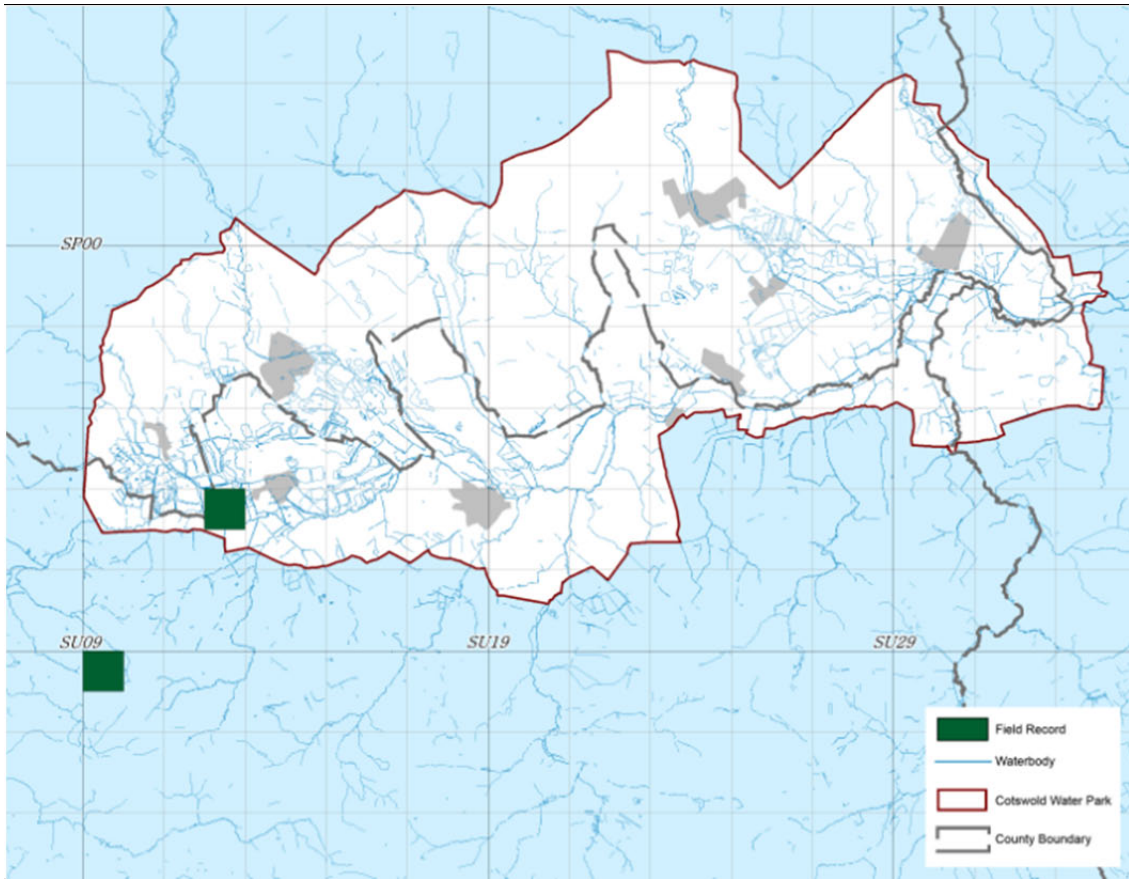 SP00
SU09
SU19
SU29
Field Record
Waterbody
Cotswold Water Park
County Boundary